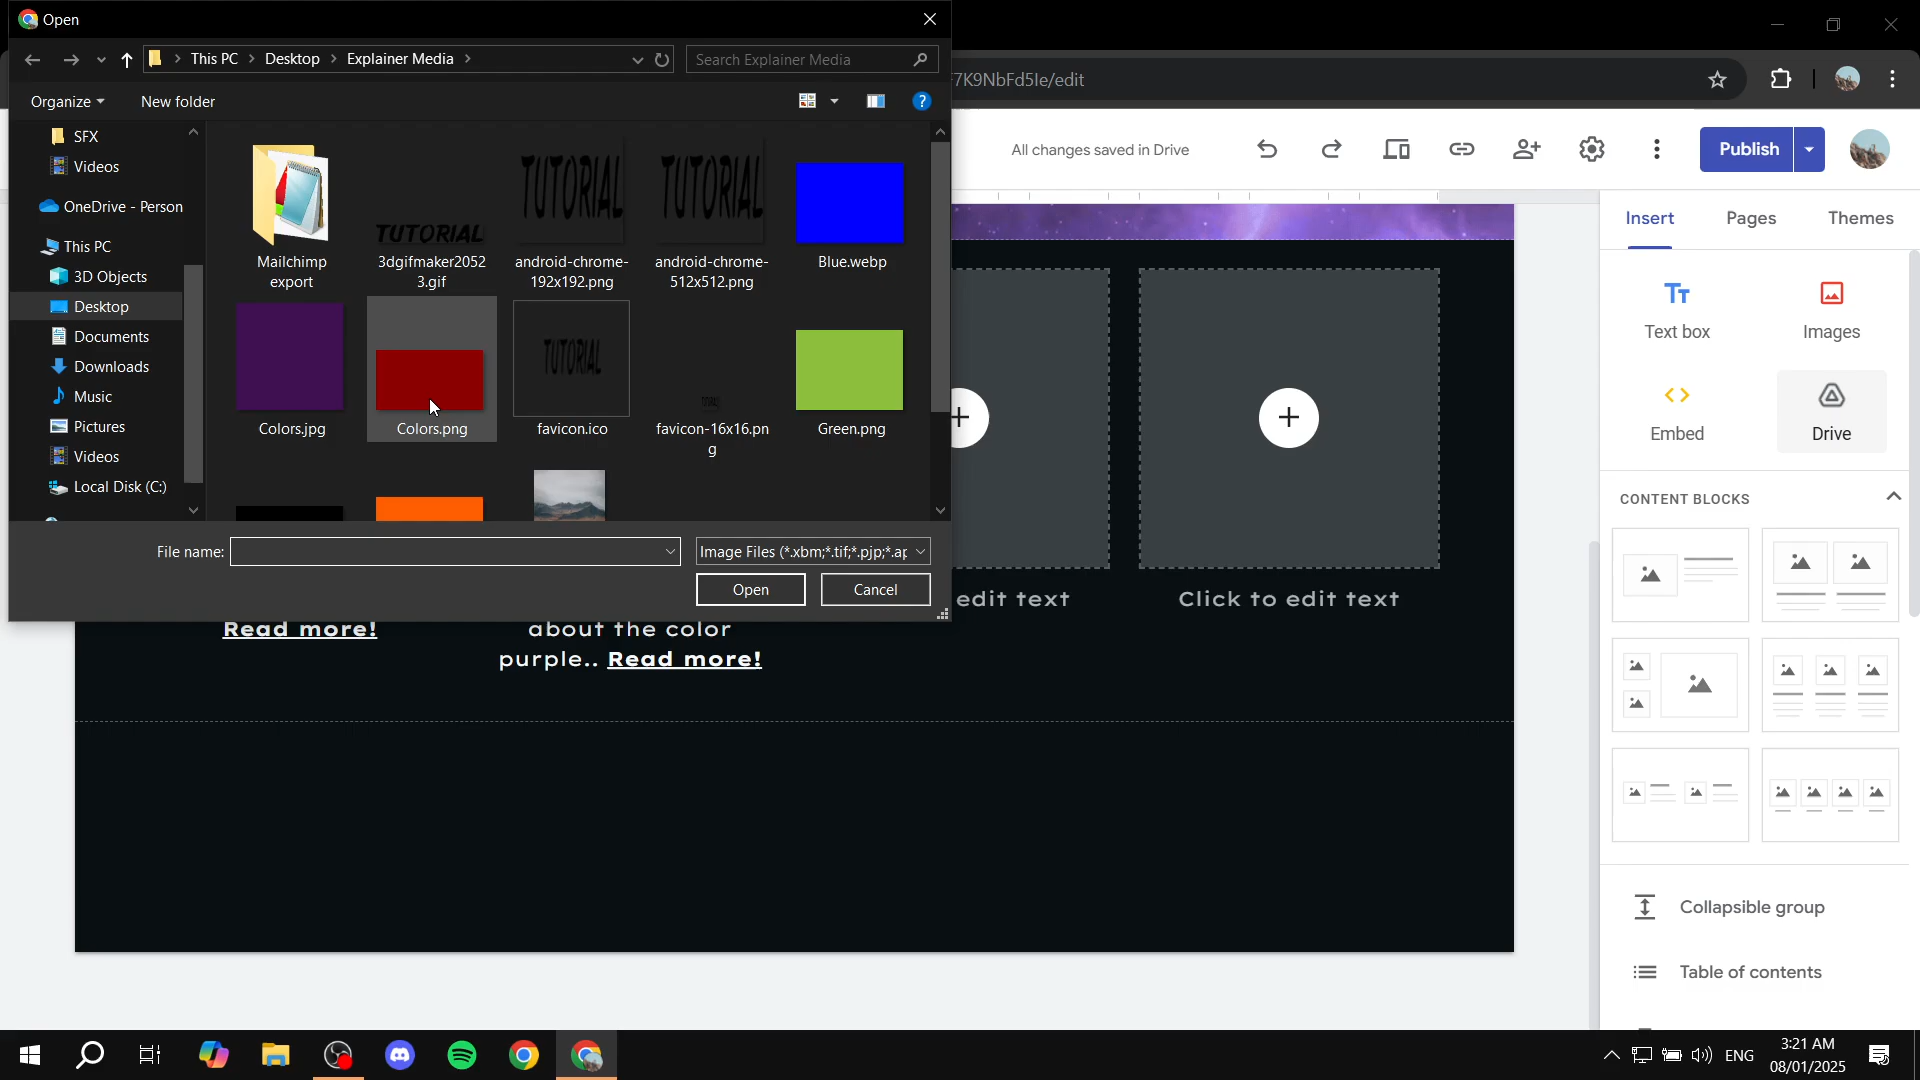 Open
This PC
Desktop
Explainer Media
Search Explainer Media
7K9NbFd5Ie/edit
Organize
New folder
SFX
Videos
OneDrive - Person
This PC
3D Objects
Desktop
Documents
Downloads
Music
Pictures
Videos
Local Disk (C:)
TUTORIAL
TUTORIAL
TUTORIAL
Mailchimp
export
3dgifmaker2052
3.gif
android-chrome-
192x192.png
android-chrome-
512x512.png
Blue.webp
TUTORIAL
Colors.jpg
Colors.png
favicon.ico
favicon-16x16.pn
g
Green.png
File name:
Image Files (*.xbm;*.tif;*.pjp;*.ap
Open
Cancel
All changes saved in Drive
Publish
Insert
Pages
Themes
Text box
Images
Embed
Drive
CONTENT BLOCKS
Collapsible group
Table of contents
edit text
Click to edit text
Read more!
about the color
purple.. Read more!
ENG
3:21 AM
08/01/2025